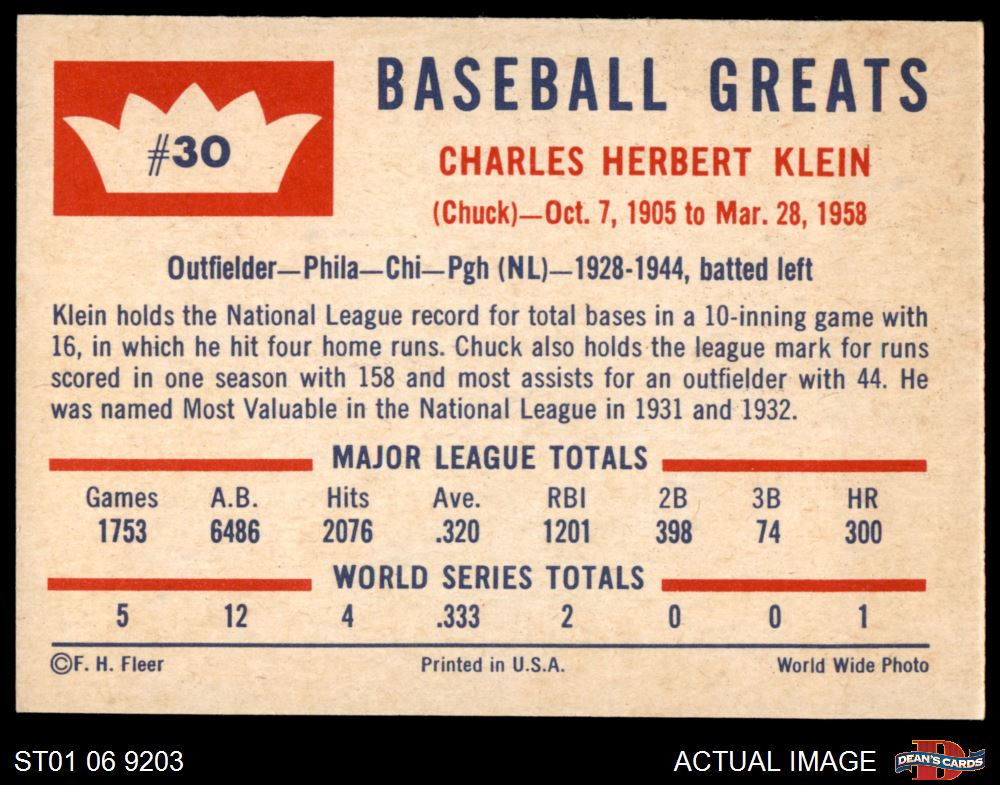 #30
BASEBALL GREATS
CHARLES HERBERT KLEIN
(Chuck)—Oct. 7, 1905 to Mar. 28, 1958
Outfielder—Phila—Chi—Pgh (NL)—1928-1944, batted left
Klein holds the National League record for total bases in a 10-inning game with
16, in which he hit four home runs. Chuck also holds the league mark for runs
scored in one season with 158 and most assists for an outfielder with 44. He
was named Most Valuable in the National League in 1931 and 1932.
MAJOR LEAGUE TOTALS
Games A.B. Hits Ave. RBI 2B 3B HR
1753 6486 2076 .320 1201 398 74 300
WORLD SERIES TOTALS
5 12 4 .333 2 0 0 1
©F. H. Fleer Printed in U.S.A. World Wide Photo
ST01 06 9203 ACTUAL IMAGE D DEAN'S CARDS